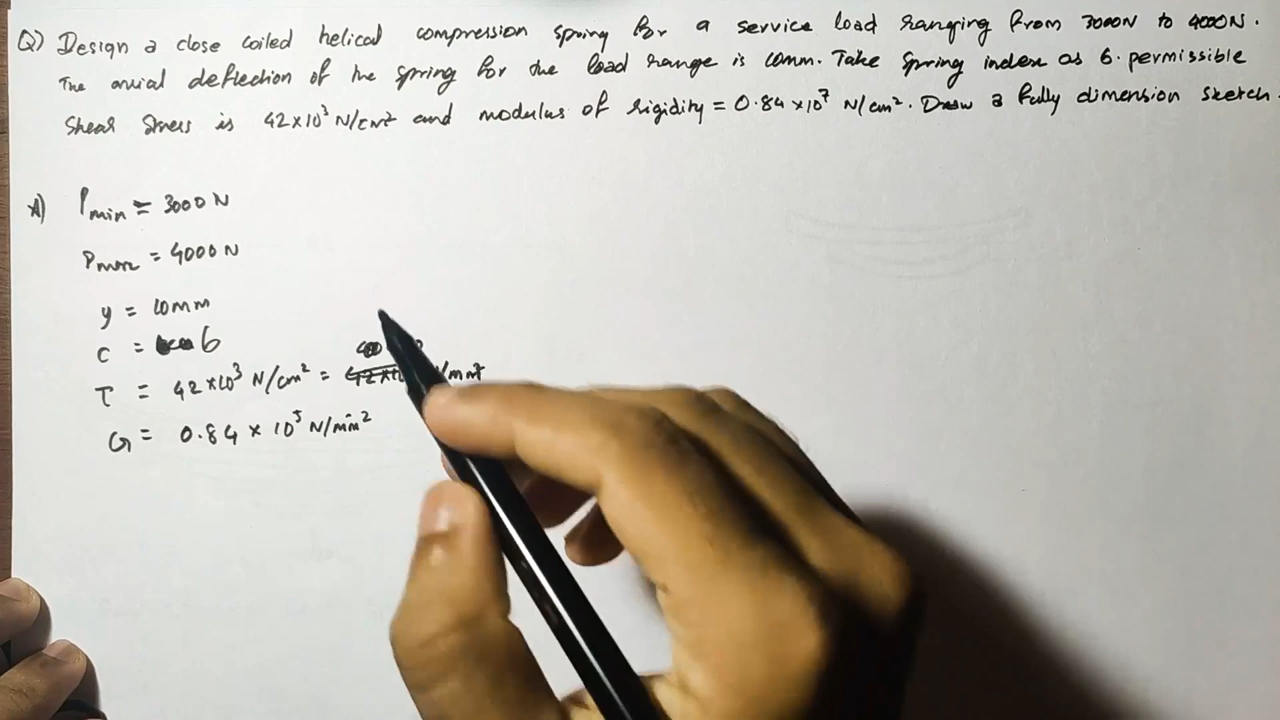 Q) Design a close coiled helical compression spring for a service load ranging from 3000N to 4000N.
The axial deflection of the spring for the load range is 10mm. Take spring index as 6. permissible
shear stress is 42×10³ N/cm² and modulus of rigidity = 0.84 ×10⁷ N/cm². Draw a fully dimension sketch.
A) Pmin = 3000 N
Pmax = 4000 N
y = 10mm
C = 6
τ = 42×10³ N/cm² = N/mm²
G = 0.84 × 10⁵ N/mm²